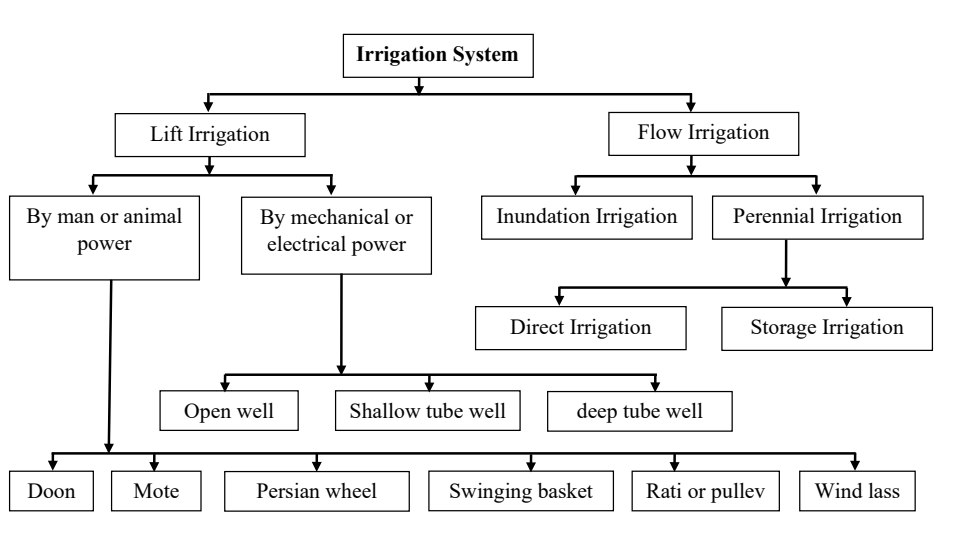 Irrigation System
Lift Irrigation
Flow Irrigation
By man or animal
power
By mechanical or
electrical power
Inundation Irrigation
Perennial Irrigation
Direct Irrigation
Storage Irrigation
Open well
Shallow tube well
deep tube well
Doon
Mote
Persian wheel
Swinging basket
Rati or pullev
Wind lass